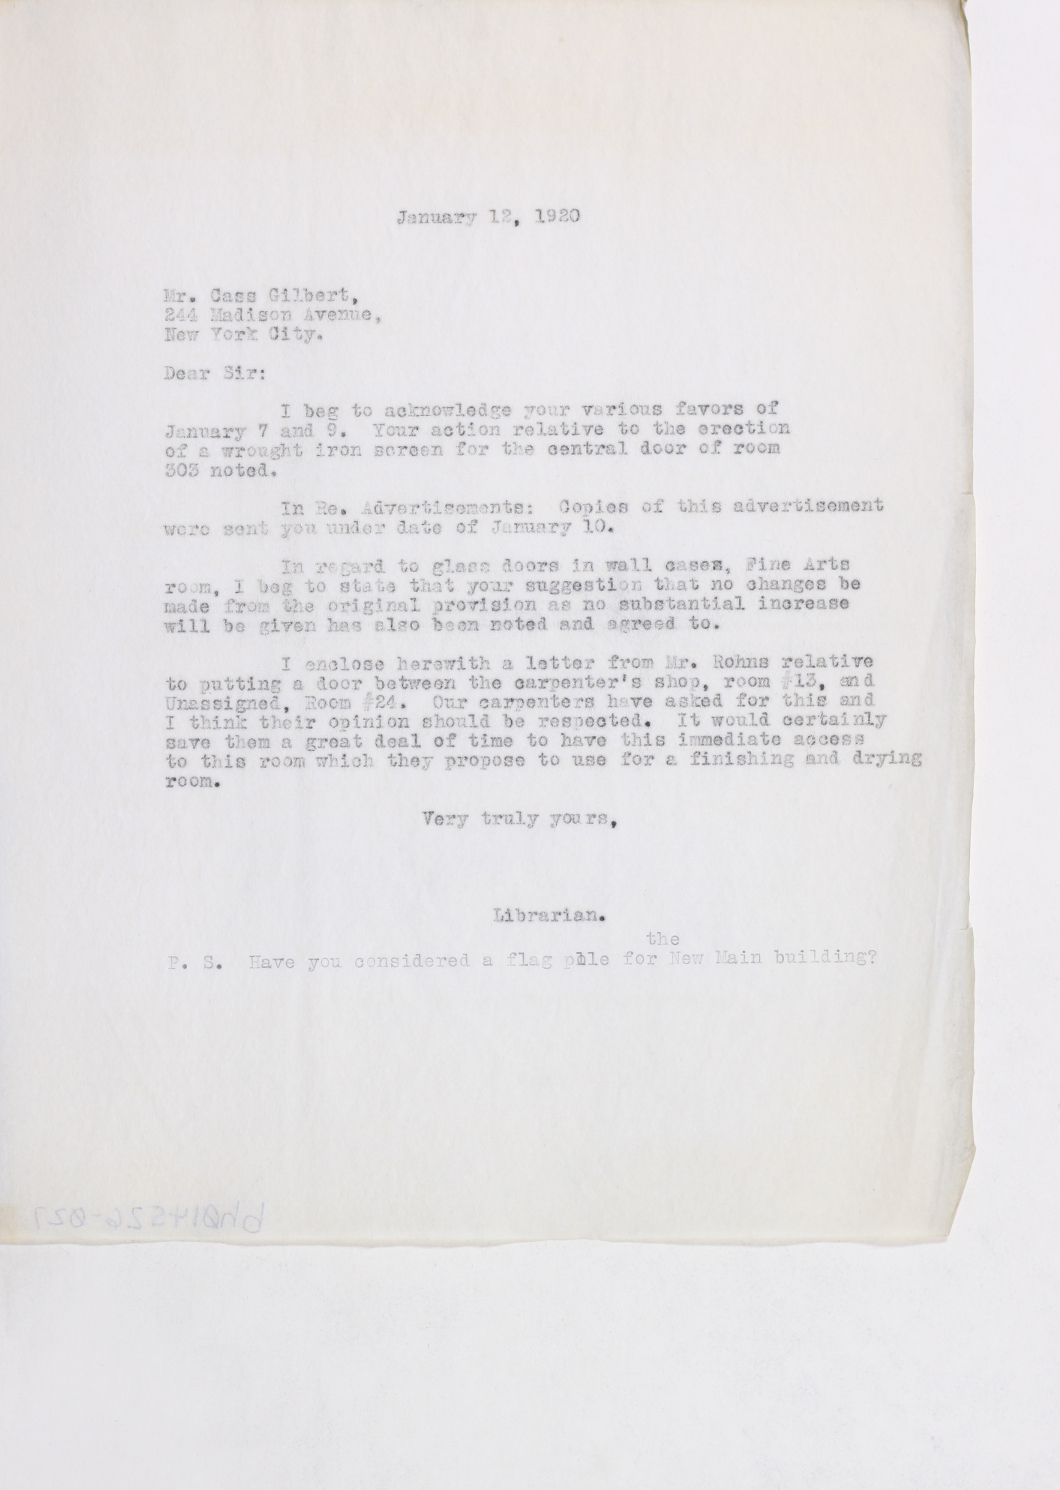 January 12, 1920
Mr. Cass Gilbert,
244 Madison Avenue,
New York City.
Dear Sir:
I beg to acknowledge your various favors of
January 7 and 9. Your action relative to the erection
of a wrought iron screen for the central door of room
303 noted.
In Re. Advertisements: Copies of this advertisement
were sent you under date of January 10.
In regard to glass doors in wall cases, Fine Arts
room, I beg to state that your suggestion that no changes be
made from the original provision as no substantial increase
will be given has also been noted and agreed to.
I enclose herewith a letter from Mr. Rohns relative
to putting a door between the carpenter's shop, room #13, and
Unassigned, Room #24. Our carpenters have asked for this and
I think their opinion should be respected. It would certainly
save them a great deal of time to have this immediate access
to this room which they propose to use for a finishing and drying
room.
Very truly yours,
Librarian.
the
P. S. Have you considered a flag pole for New Main building?
bh014526-027